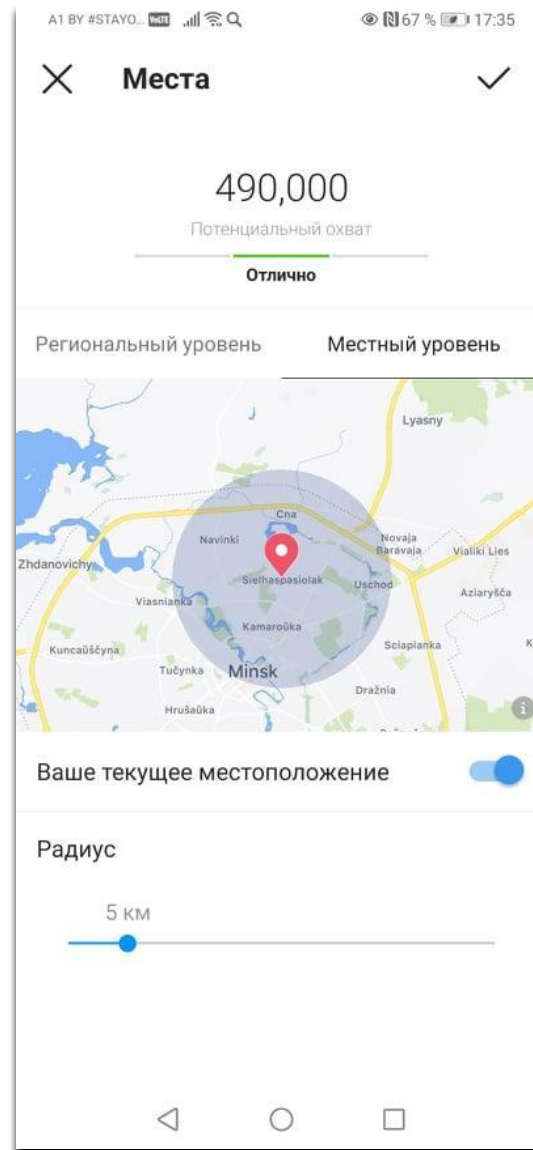 A1 BY #STAYO... VoLTE 67 % 17:35
Места
490,000
Потенциальный охват
Отлично
Региональный уровень Местный уровень
Lyasny
Cna
Navinki
Novaja
Baravaja
Vialiki Lies
Zhdanovichy
Sielhaspasiolak
Uschod
Aziaryšča
Viasnianka
Kamaroŭka
Kuncaŭščyna
Sciapianka
K
Tučynka
Minsk
Dražnia
Hrušaŭka
Ваше текущее местоположение
Радиус
5 км